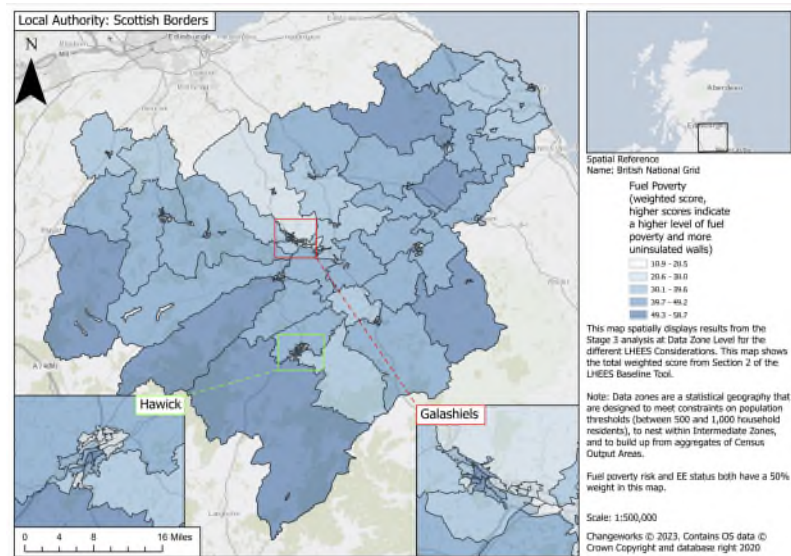 Local Authority: Scottish Borders
N
Edinburgh
Hawick
Galashiels
0 4 8 16 Miles
Aberdeen
Edinburgh
Spatial Reference
Name: British National Grid
Fuel Poverty
(weighted score,
higher scores indicate
a higher level of fuel
poverty and more
uninsulated walls)
10.9 - 20.5
20.6 - 30.0
30.1 - 39.6
39.7 - 49.2
49.3 - 58.7
This map spatially displays results from the
Stage 3 analysis at Data Zone Level for the
different LHEES Considerations. This map shows
the total weighted score from Section 2 of the
LHEES Baseline Tool.
Note: Data zones are a statistical geography that
are designed to meet constraints on population
thresholds (between 500 and 1,000 household
residents), to nest within Intermediate Zones,
and to build up from aggregates of Census
Output Areas.
Fuel poverty risk and EE status both have a 50%
weight in this map.
Scale: 1:500,000
Changeworks © 2023. Contains OS data ©
Crown Copyright and database right 2020